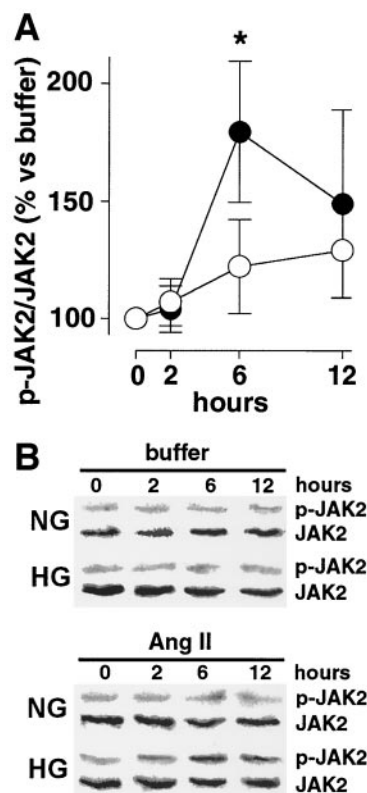 A
p-JAK2/JAK2 (% vs buffer)
*
200
150
100
0 2 6 12
hours
B
buffer
0 2 6 12 hours
NG p-JAK2
JAK2
HG p-JAK2
JAK2
Ang II
0 2 6 12 hours
NG p-JAK2
JAK2
HG p-JAK2
JAK2